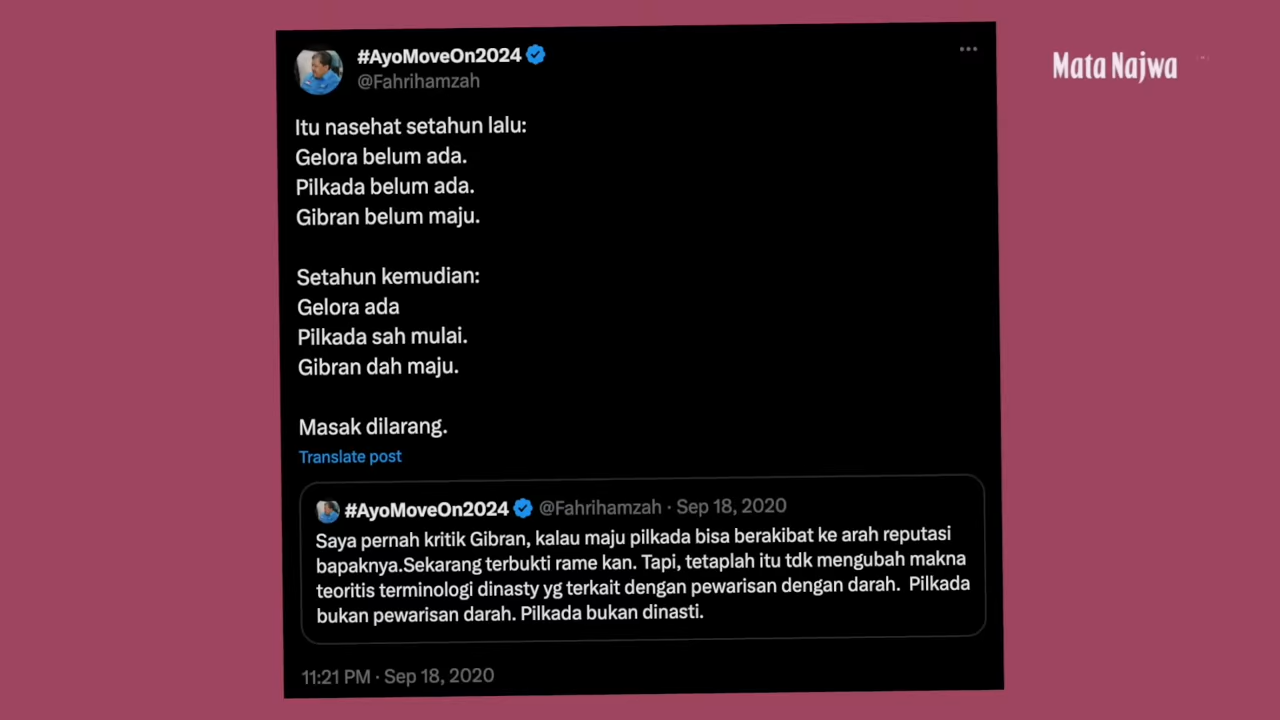 #AyoMoveOn2024
@Fahrihamzah
Mata Najwa
Itu nasehat setahun lalu:
Gelora belum ada.
Pilkada belum ada.
Gibran belum maju.
Setahun kemudian:
Gelora ada
Pilkada sah mulai.
Gibran dah maju.
Masak dilarang.
Translate post
#AyoMoveOn2024 @Fahrihamzah · Sep 18, 2020
Saya pernah kritik Gibran, kalau maju pilkada bisa berakibat ke arah reputasi
bapaknya.Sekarang terbukti rame kan. Tapi, tetaplah itu tdk mengubah makna
teoritis terminologi dinasty yg terkait dengan pewarisan dengan darah.  Pilkada
bukan pewarisan darah. Pilkada bukan dinasti.
11:21 PM · Sep 18, 2020